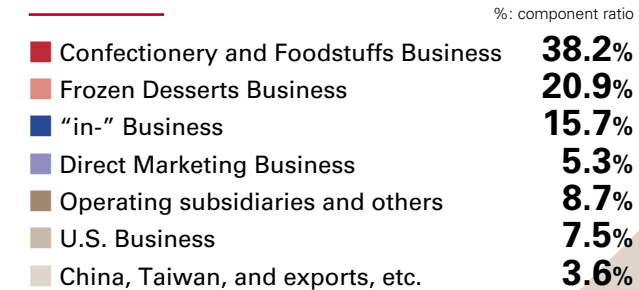 %: component ratio
Confectionery and Foodstuffs Business 38.2%
Frozen Desserts Business 20.9%
“in-” Business 15.7%
Direct Marketing Business 5.3%
Operating subsidiaries and others 8.7%
U.S. Business 7.5%
China, Taiwan, and exports, etc. 3.6%